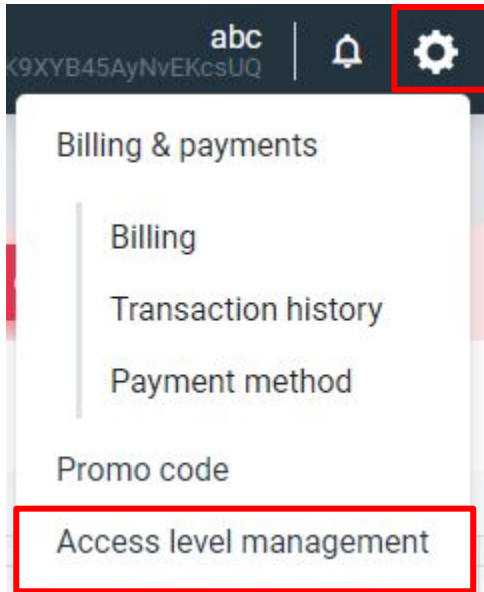 abc
K9XYB45AyNvEKcsUQ
Billing & payments
Billing
Transaction history
Payment method
Promo code
Access level management